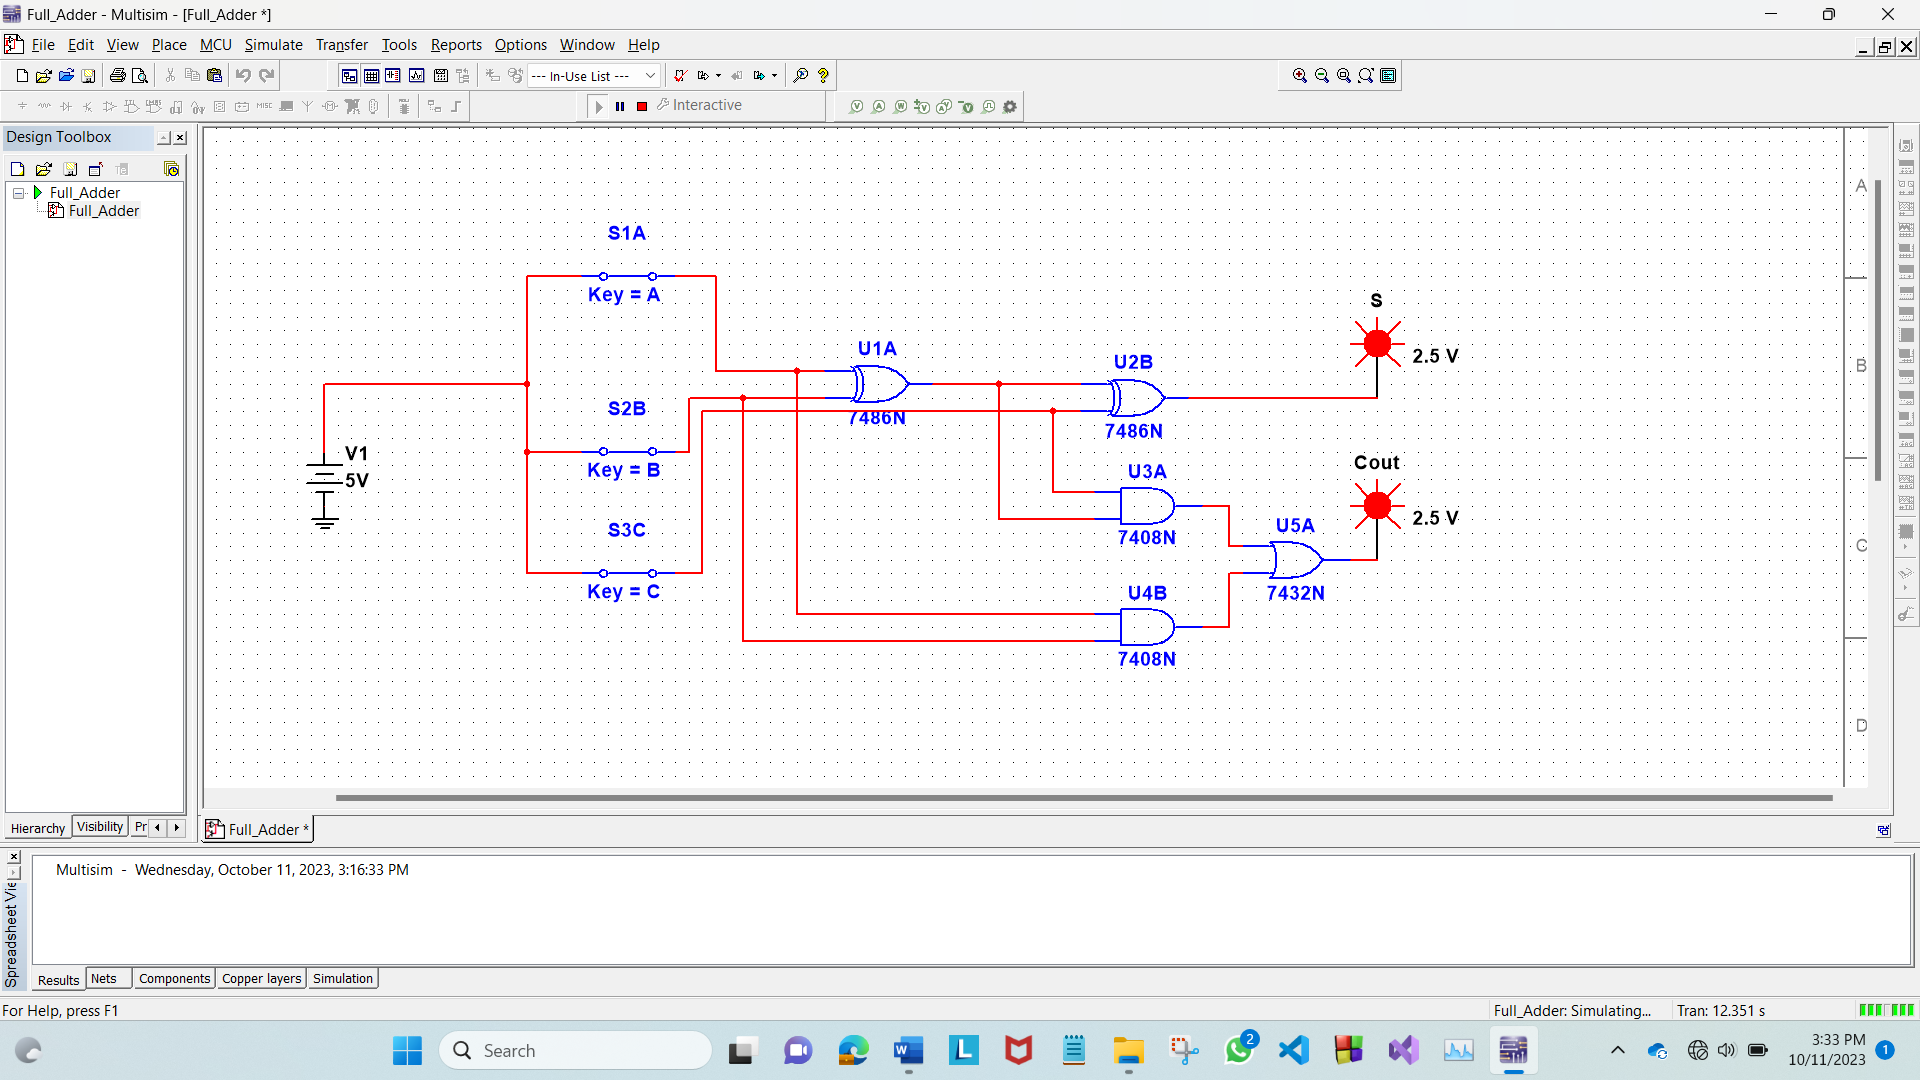 Full_Adder - Multisim - [Full_Adder *]
File Edit View Place MCU Simulate Transfer Tools Reports Options Window Help
--- In-Use List ---
MISC
Interactive
Design Toolbox
Full_Adder
Full_Adder
S1A
Key = A
S2B
Key = B
S3C
Key = C
V1
5V
U1A
7486N
U2B
7486N
U3A
7408N
U4B
7408N
U5A
7432N
S
2.5 V
Cout
2.5 V
A
B
C
D
Hierarchy Visibility Pr
Full_Adder *
Multisim - Wednesday, October 11, 2023, 3:16:33 PM
Spreadsheet Vie
Results Nets Components Copper layers Simulation
For Help, press F1
Full_Adder: Simulating... Tran: 12.351 s
Search
2
3:33 PM
10/11/2023
1